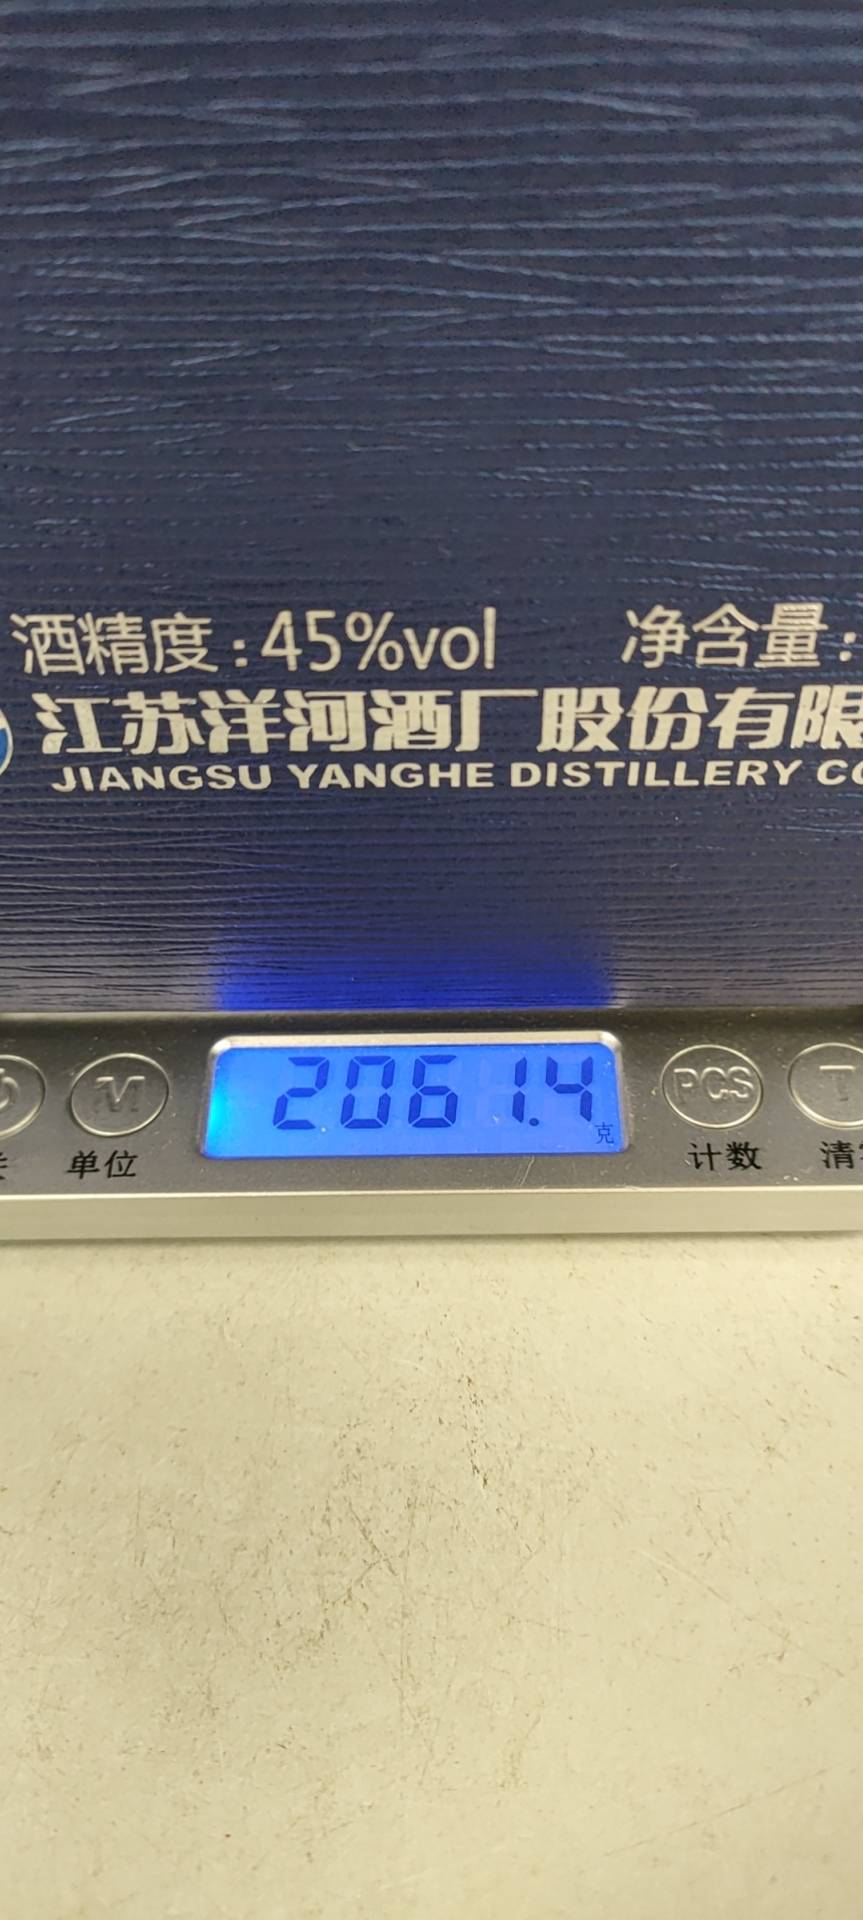 酒精度:45%vol 净含量:
江苏洋河酒厂股份有限
JIANGSU YANGHE DISTILLERY CO
2061.4
克
M PCS T
单位 计数 清